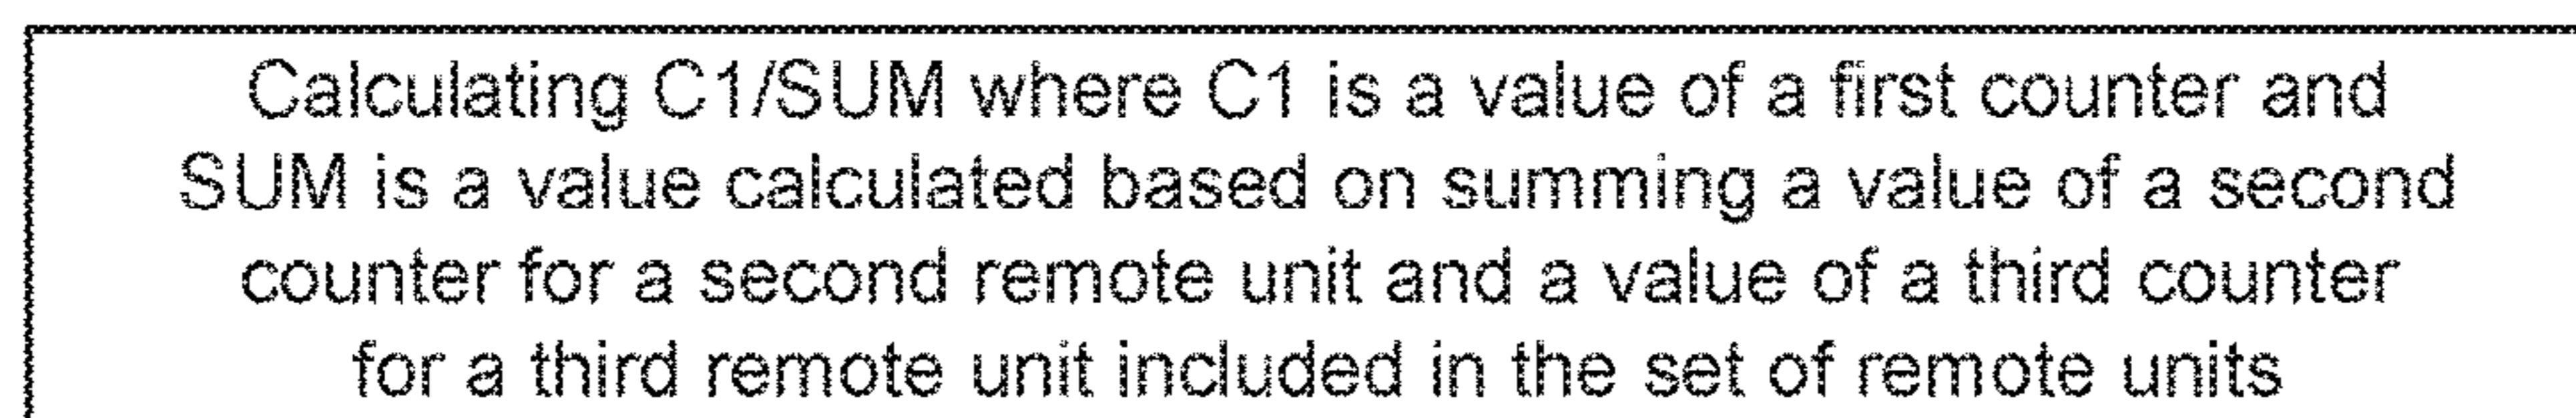 Calculating C1/SUM where C1 is a value of a first counter and
SUM is a value calculated based on summing a value of a second
counter for a second remote unit and a value of a third counter
for a third remote unit included in the set of remote units